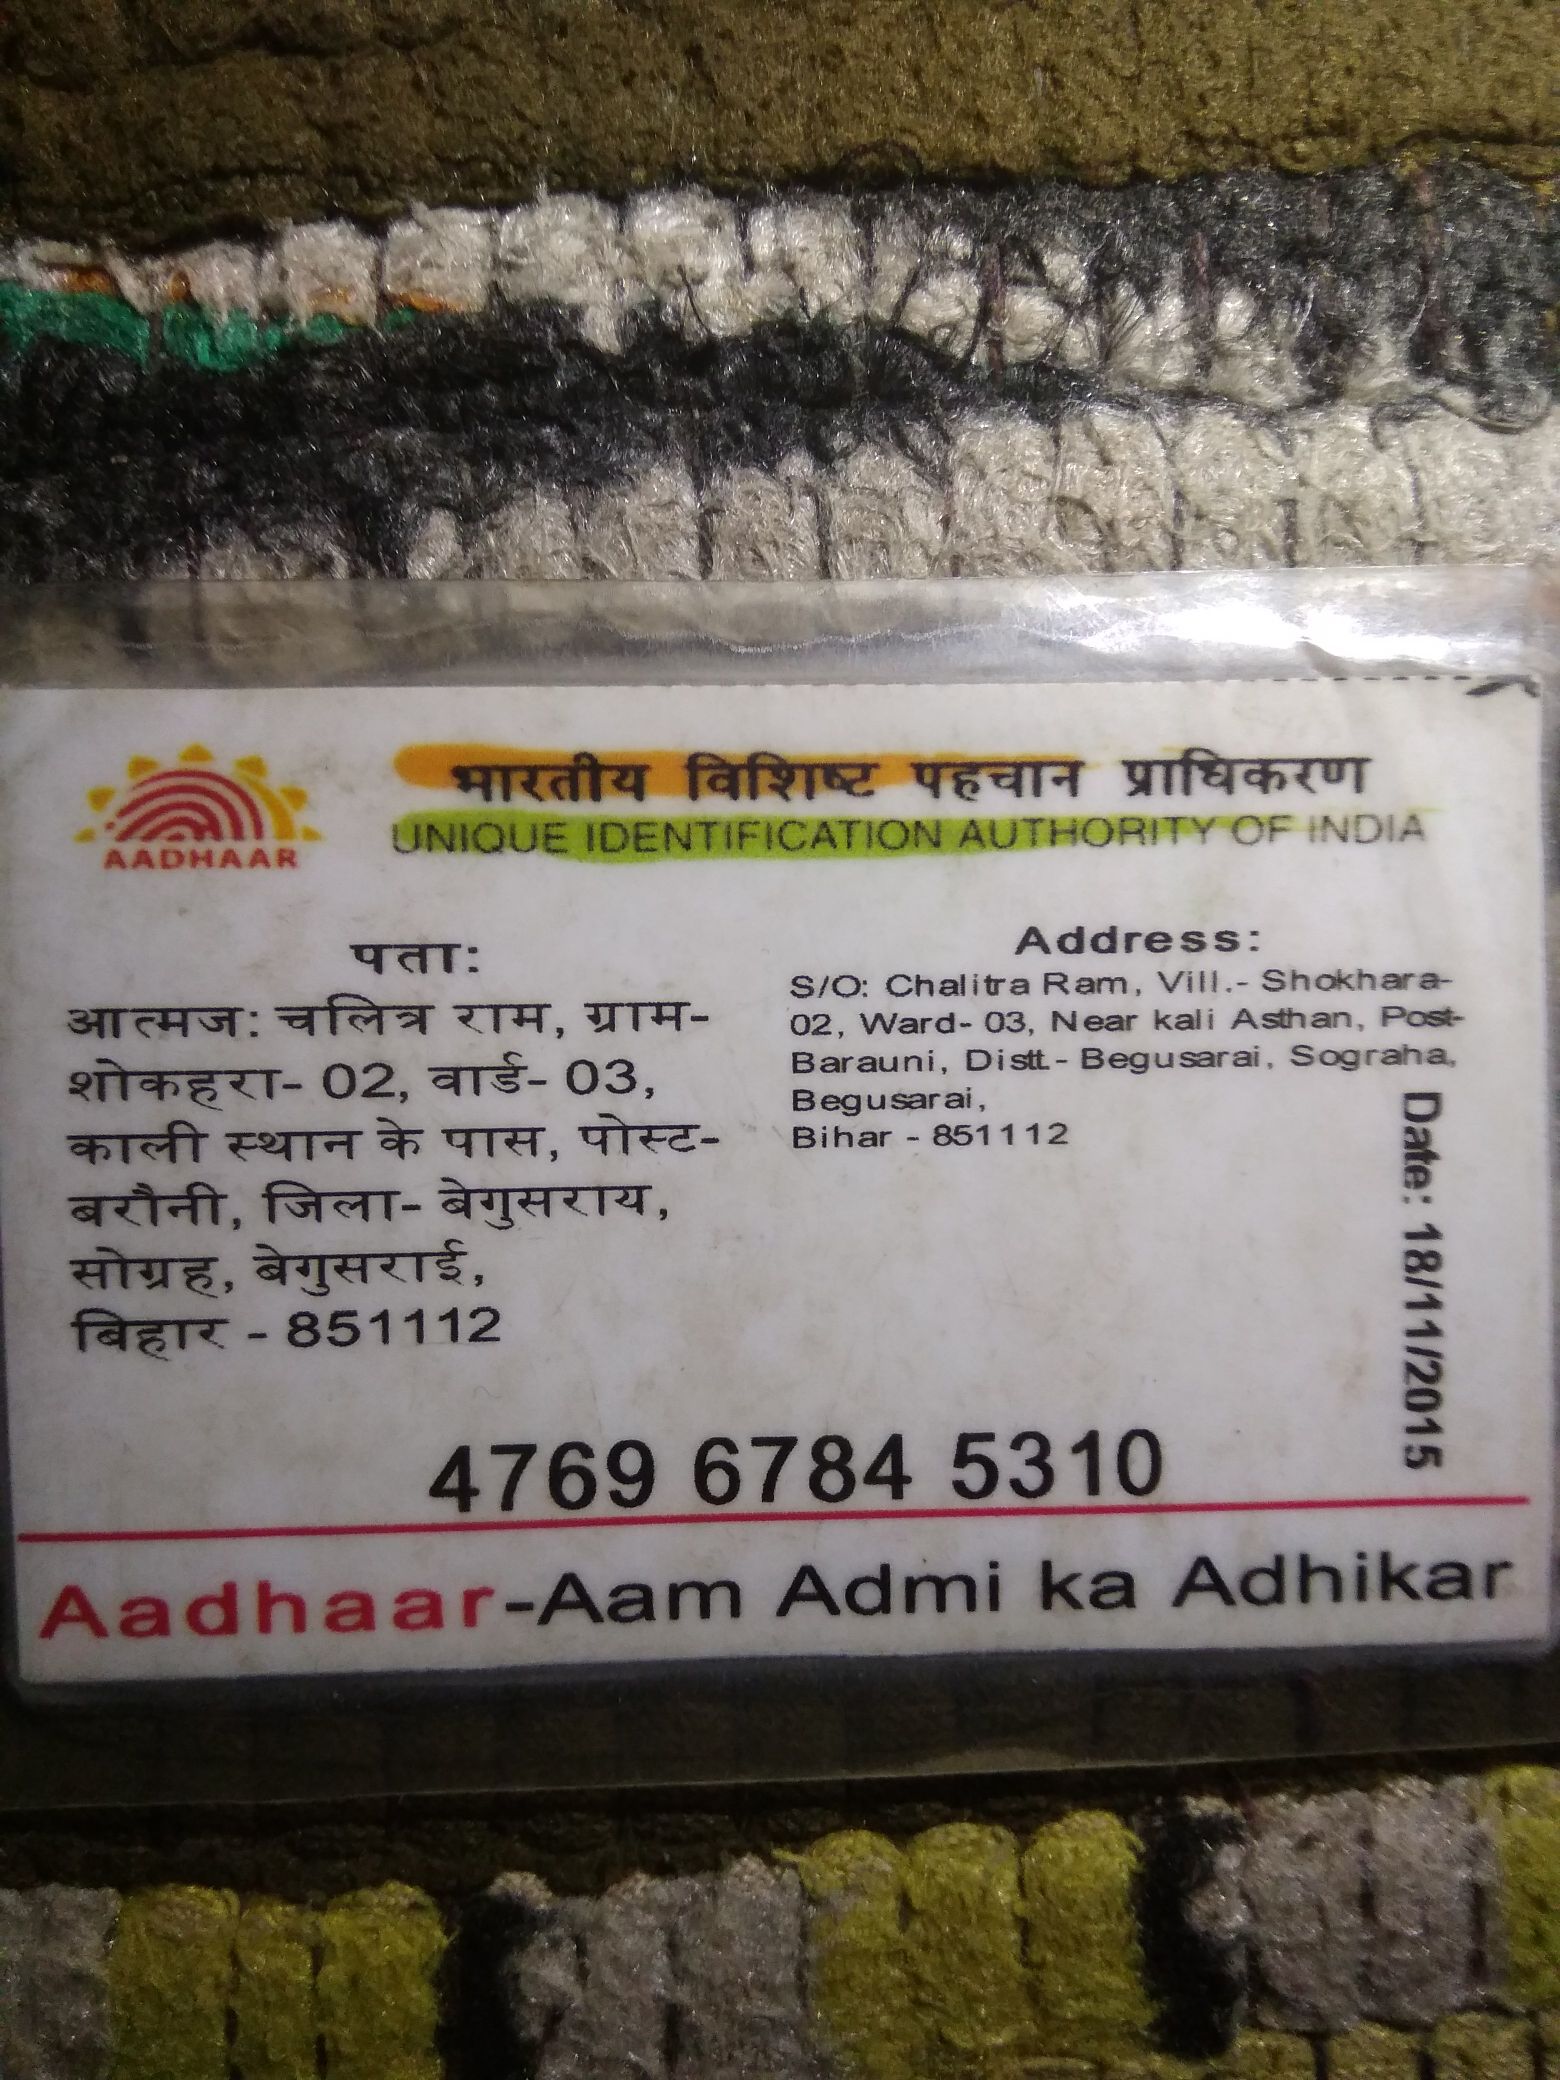 भारतीय विशिष्ट पहचान प्राधिकरण
UNIQUE IDENTIFICATION AUTHORITY OF INDIA
AADHAAR
पता:
आत्मज: चलित्र राम, ग्राम-
शोकहरा- 02, वार्ड- 03,
काली स्थान के पास, पोस्ट-
बरौनी, जिला- बेगुसराय,
सोग्रह, बेगुसराई,
बिहार - 851112
Address:
S/O: Chalitra Ram, Vill.- Shokhara-
02, Ward- 03, Near kali Asthan, Post-
Barauni, Distt.- Begusarai, Sograha,
Begusarai,
Bihar - 851112
Date: 18/11/2015
4769 6784 5310
Aadhaar-Aam Admi ka Adhikar